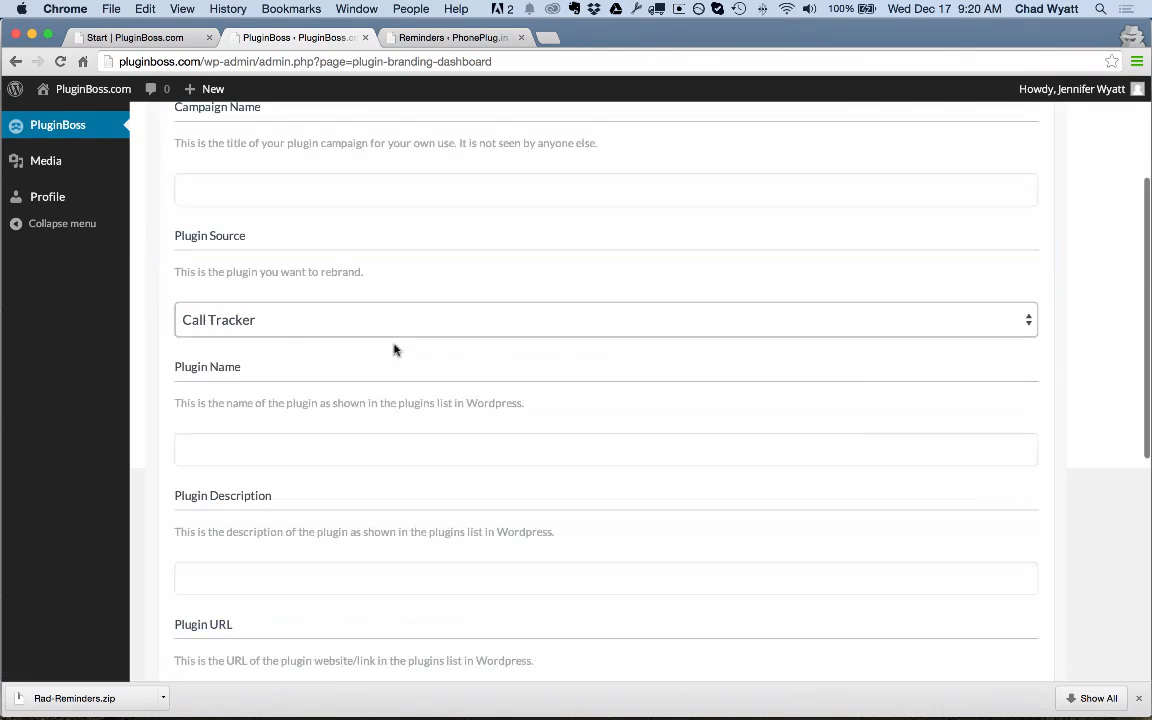 Chrome File Edit View History Bookmarks Window People Help 2 100% Wed Dec 17 9:20 AM Chad Wyatt
Start | PluginBoss.com × PluginBoss ‹ PluginBoss.co × Reminders ‹ PhonePlug.in ×
pluginboss.com/wp-admin/admin.php?page=plugin-branding-dashboard
PluginBoss.com 0 + New Howdy, Jennifer Wyatt
PluginBoss
Media
Profile
Collapse menu
Campaign Name
This is the title of your plugin campaign for your own use. It is not seen by anyone else.
Plugin Source
This is the plugin you want to rebrand.
Call Tracker
Plugin Name
This is the name of the plugin as shown in the plugins list in Wordpress.
Plugin Description
This is the description of the plugin as shown in the plugins list in Wordpress.
Plugin URL
This is the URL of the plugin website/link in the plugins list in Wordpress.
Rad-Reminders.zip Show All ×